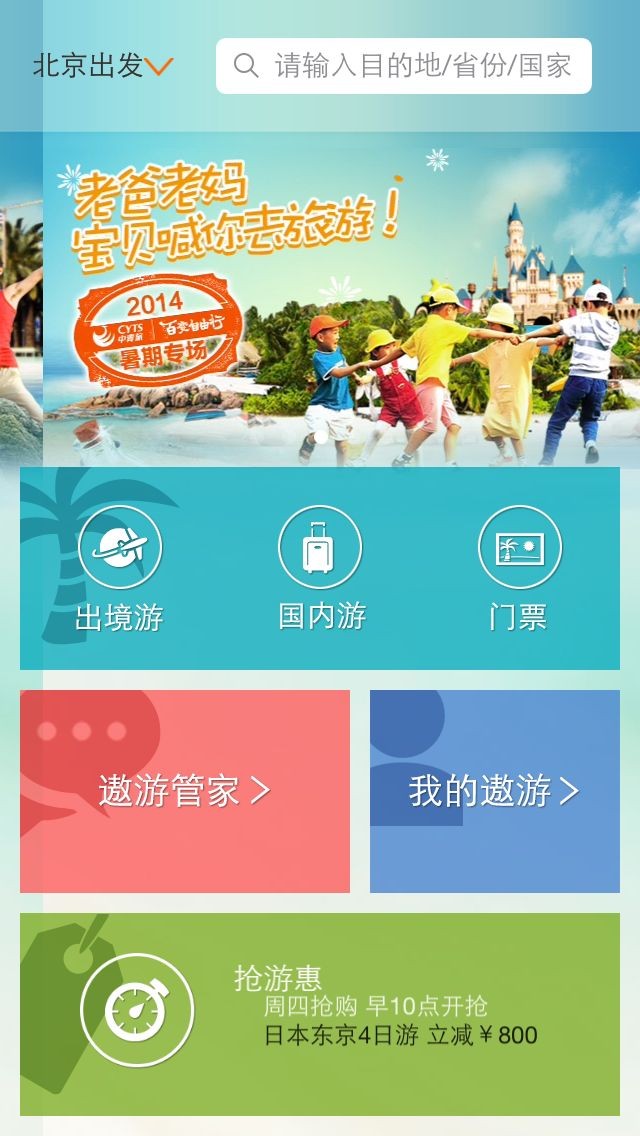 北京出发
请输入目的地/省份/国家
老爸老妈
宝贝喊你去旅游！
2014
CYTS
中青旅
百变自由行
暑期专场
出境游
国内游
门票
遨游管家
我的遨游
抢游惠
周四抢购 早10点开抢
日本东京4日游 立减￥800